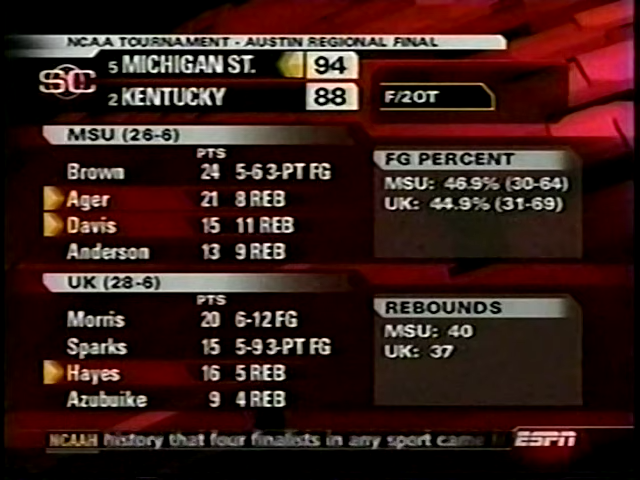 NCAA TOURNAMENT - AUSTIN REGIONAL FINAL
SC
5 MICHIGAN ST. 94
2 KENTUCKY 88
F/2OT
MSU (26-6)
PTS
Brown 24 5-6 3-PT FG
Ager 21 8 REB
Davis 15 11 REB
Anderson 13 9 REB
FG PERCENT
MSU: 46.9% (30-64)
UK: 44.9% (31-69)
UK (28-6)
PTS
Morris 20 6-12 FG
Sparks 15 5-9 3-PT FG
Hayes 16 5 REB
Azubuike 9 4 REB
REBOUNDS
MSU: 40
UK: 37
NCAAH history that four finalists in any sport came
ESPN